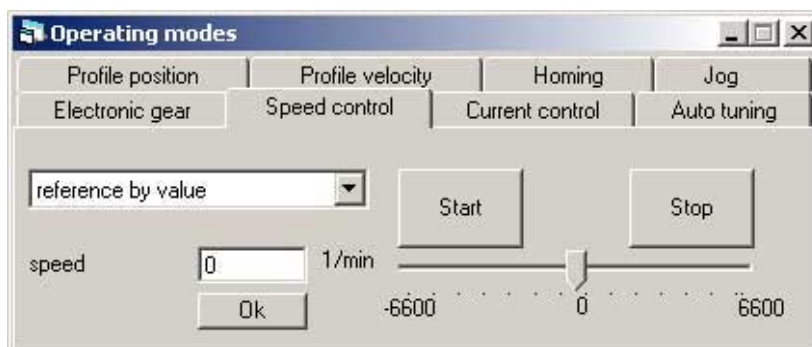 Operating modes
Profile position Profile velocity Homing Jog
Electronic gear Speed control Current control Auto tuning
reference by value Start Stop
speed 0 1/min
Ok -6600 0 6600